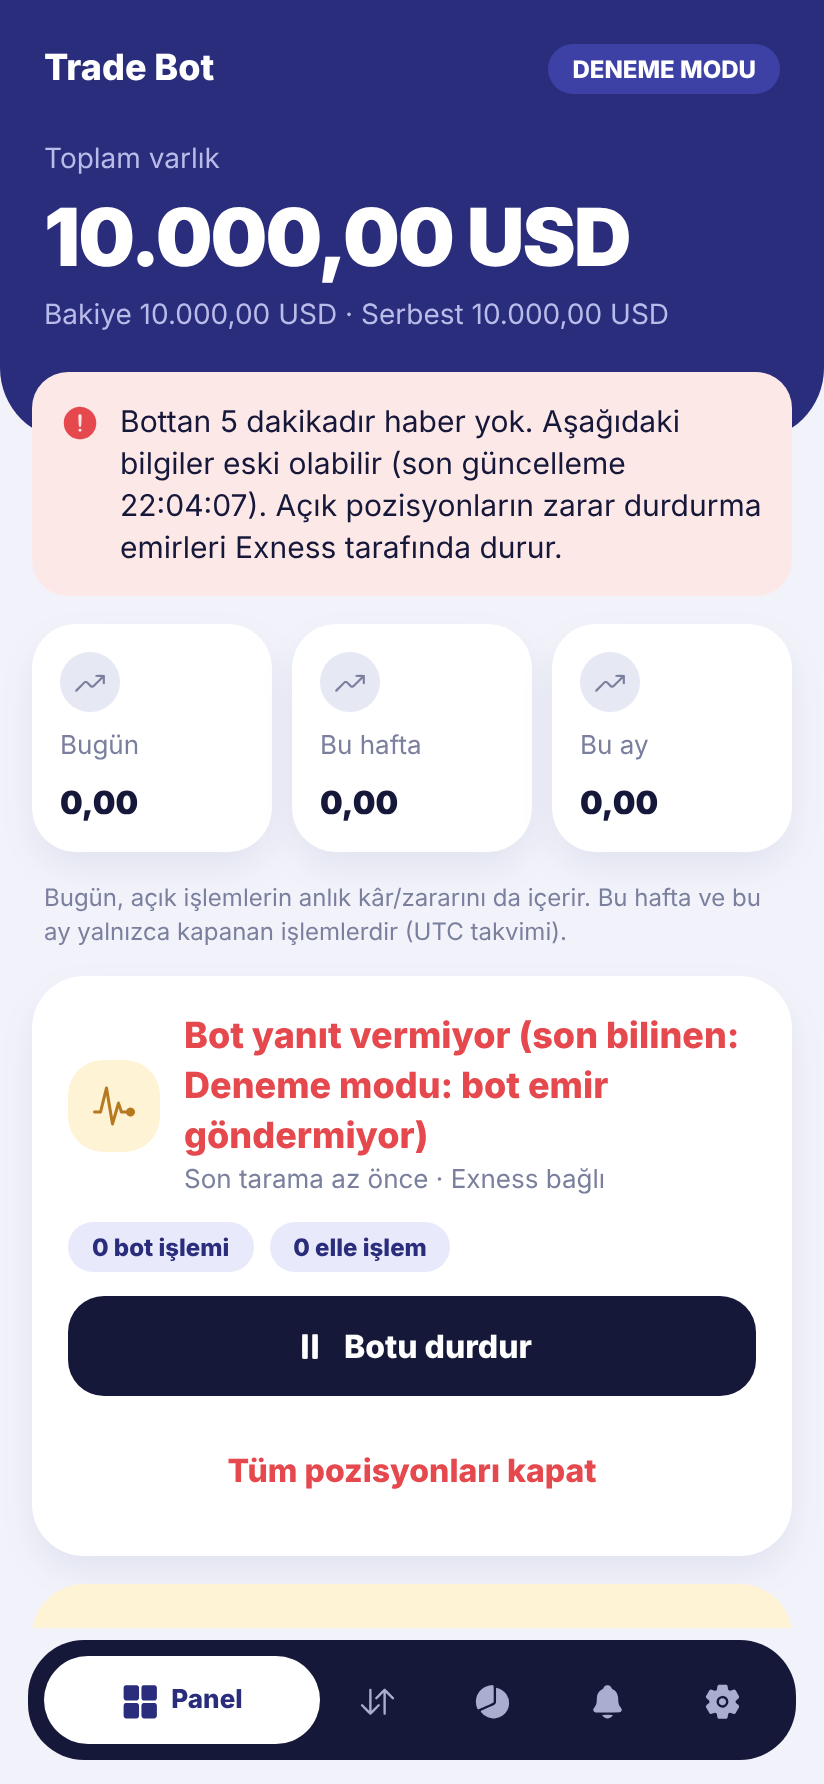 Trade Bot
DENEME MODU
Toplam varlık
10.000,00 USD
Bakiye 10.000,00 USD · Serbest 10.000,00 USD
Bottan 5 dakikadır haber yok. Aşağıdaki
bilgiler eski olabilir (son güncelleme
22:04:07). Açık pozisyonların zarar durdurma
emirleri Exness tarafında durur.
Bugün
0,00
Bu hafta
0,00
Bu ay
0,00
Bugün, açık işlemlerin anlık kâr/zararını da içerir. Bu hafta ve bu
ay yalnızca kapanan işlemlerdir (UTC takvimi).
Bot yanıt vermiyor (son bilinen:
Deneme modu: bot emir
göndermiyor)
Son tarama az önce · Exness bağlı
0 bot işlemi
0 elle işlem
Botu durdur
Tüm pozisyonları kapat
Panel